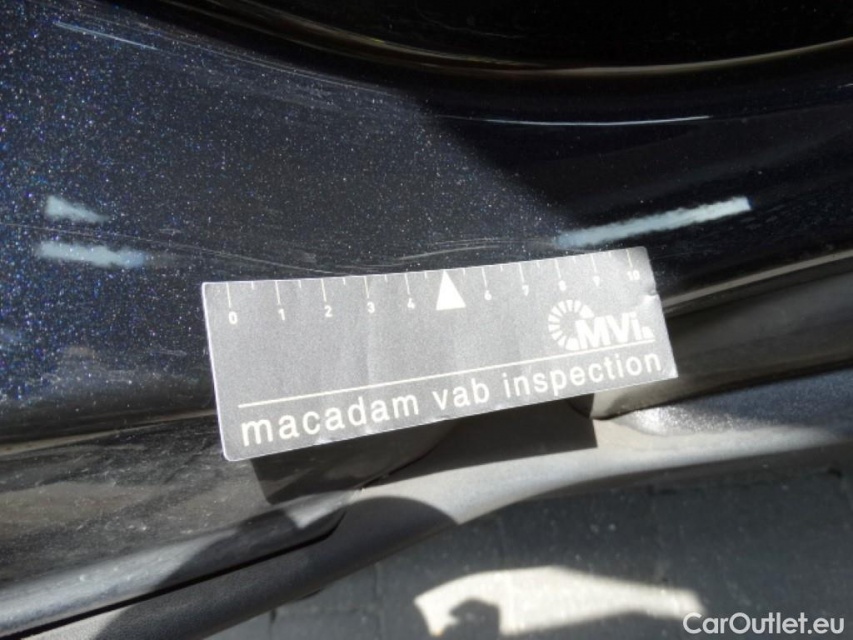 0 1 2 3 4 6 7 8 9 10
MVi.
macadam vab inspection
CarOutlet.eu